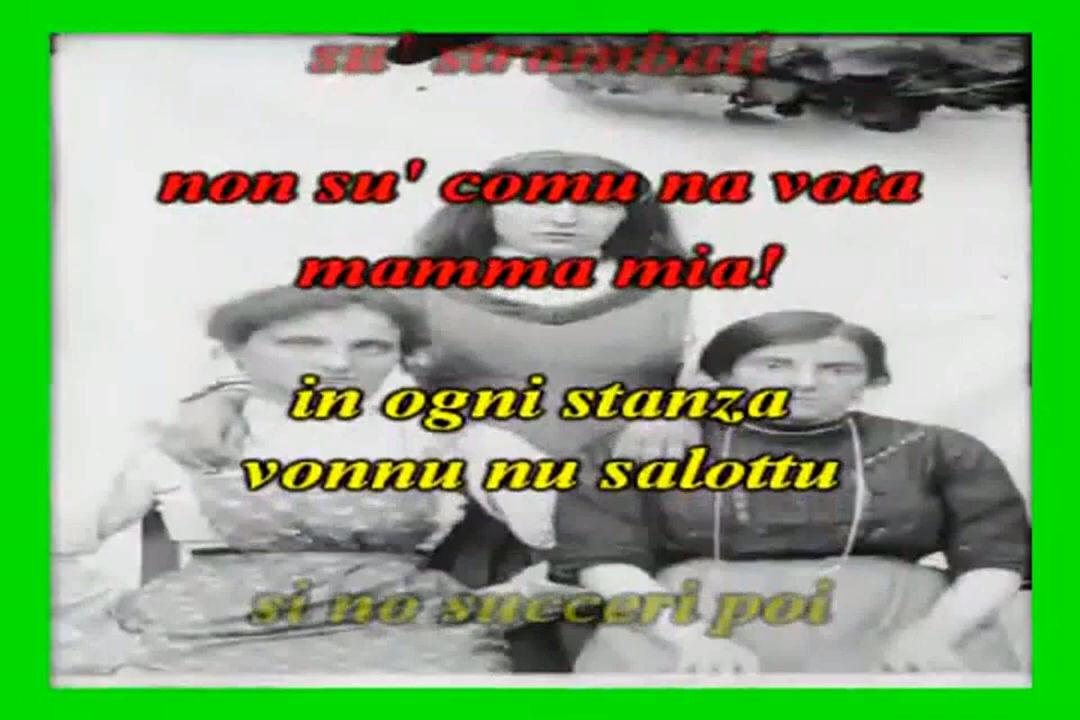 su' strambati
non su' comu na vota
mamma mia!
in ogni stanza
vonnu nu salottu
si no succeri poi